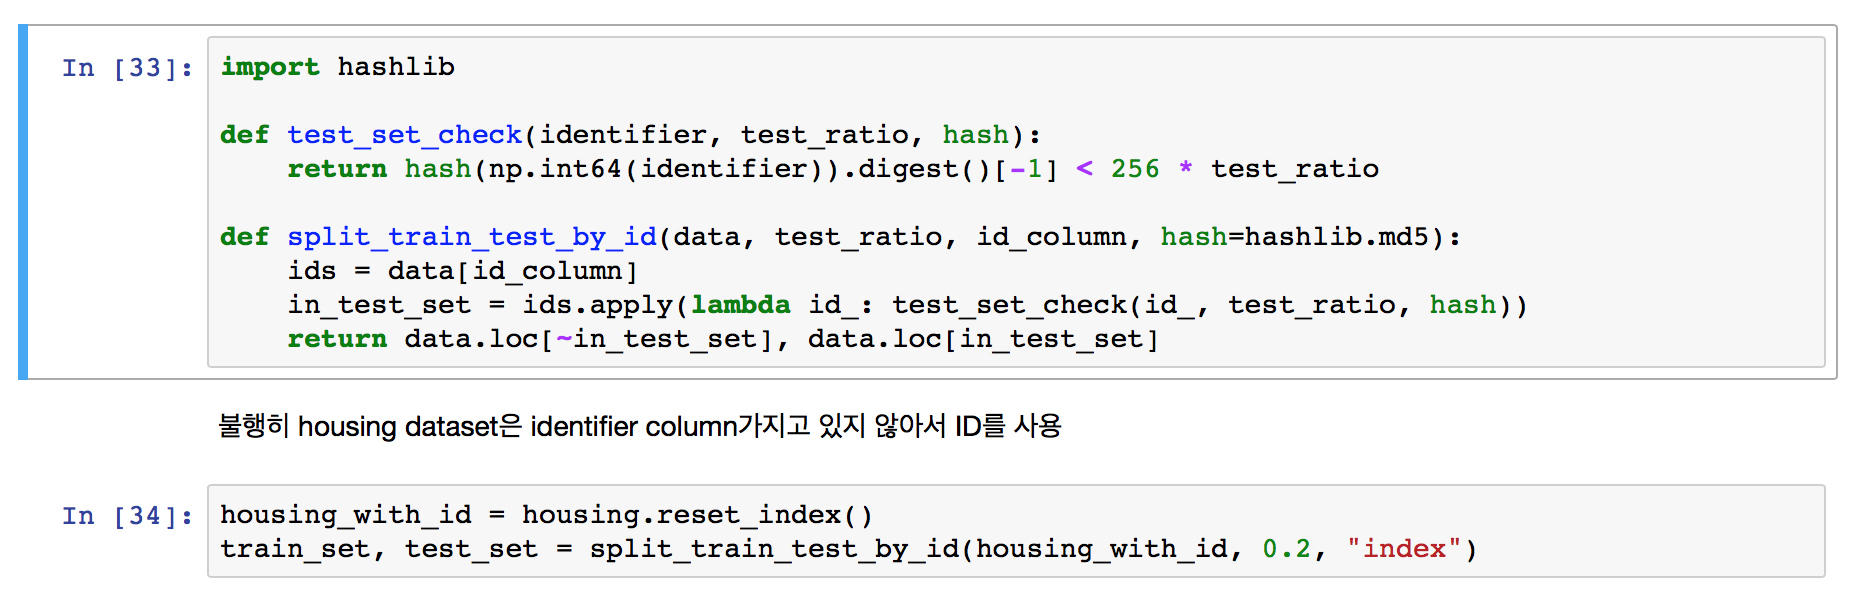 In [33]: import hashlib
def test_set_check(identifier, test_ratio, hash):
    return hash(np.int64(identifier)).digest()[-1] < 256 * test_ratio
def split_train_test_by_id(data, test_ratio, id_column, hash=hashlib.md5):
    ids = data[id_column]
    in_test_set = ids.apply(lambda id_: test_set_check(id_, test_ratio, hash))
    return data.loc[~in_test_set], data.loc[in_test_set]
불행히 housing dataset은 identifier column가지고 있지 않아서 ID를 사용
In [34]: housing_with_id = housing.reset_index()
train_set, test_set = split_train_test_by_id(housing_with_id, 0.2, "index")